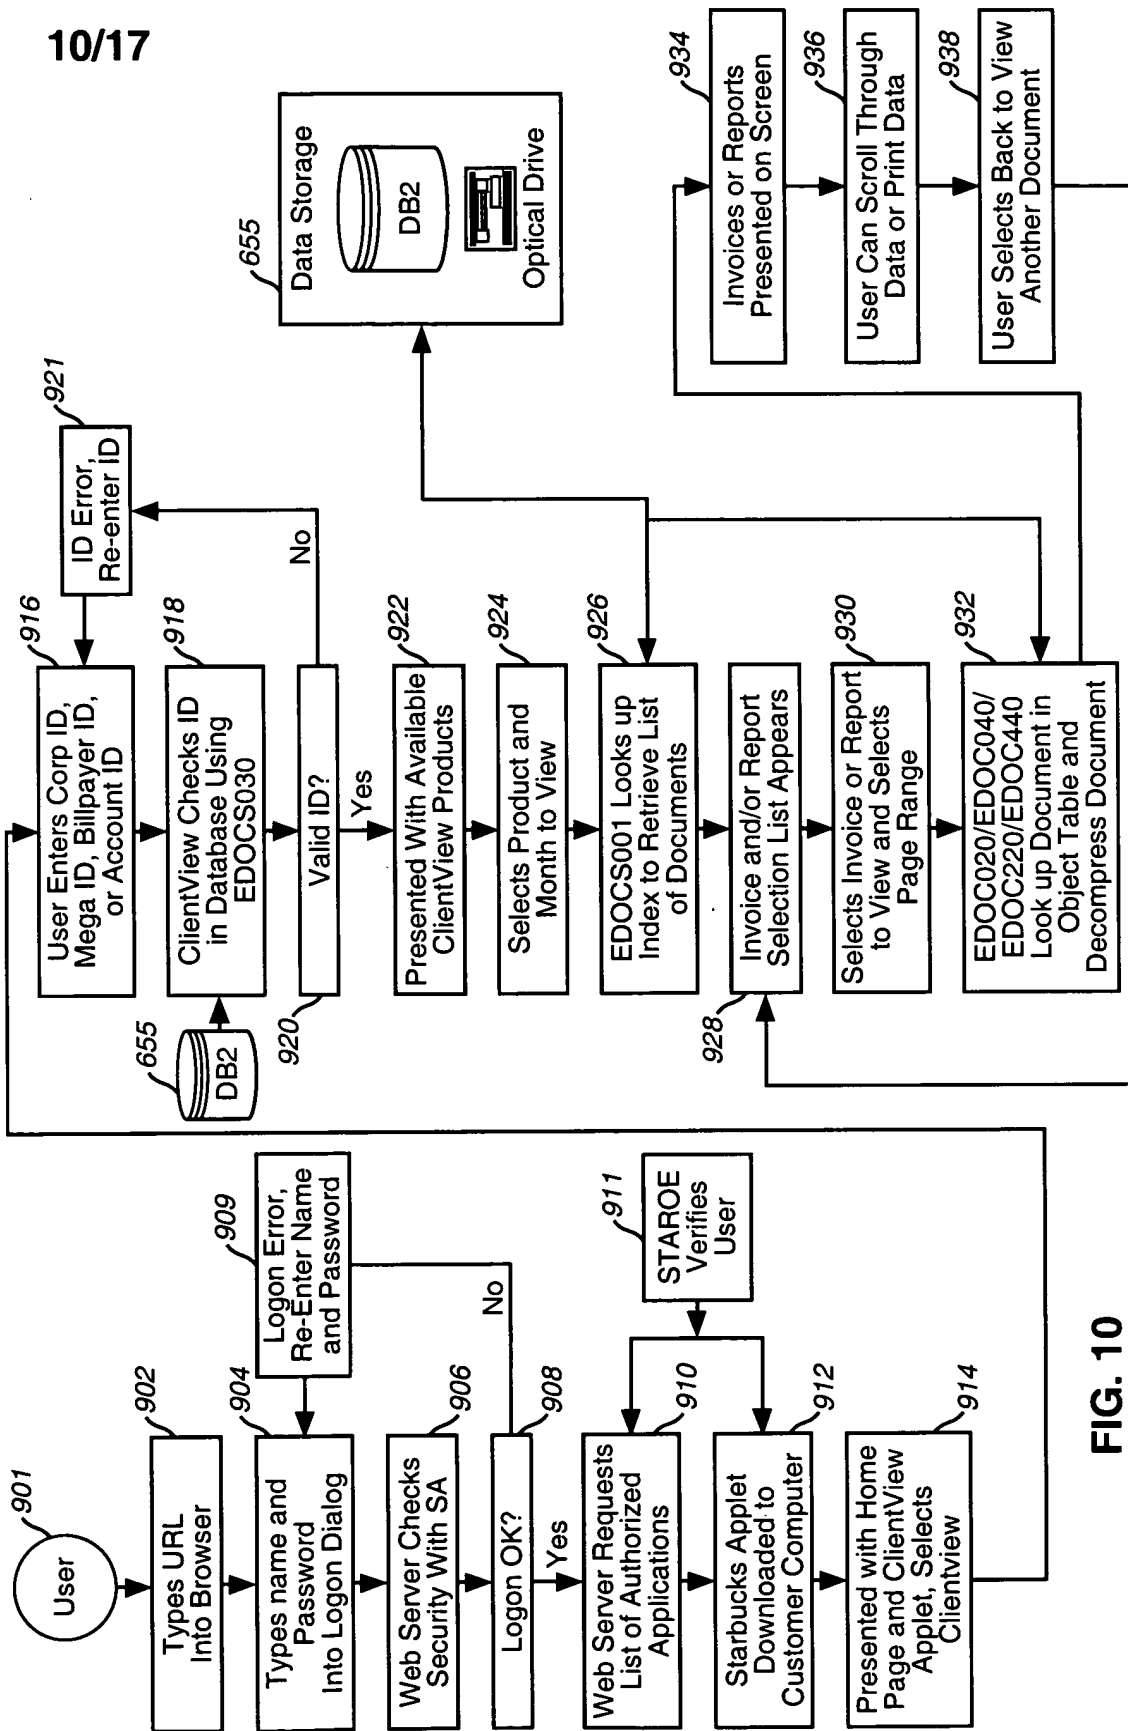 10/17
901
User
902
Types URL
Into Browser
904
Types name and
Password
Into Logon Dialog
909
Logon Error,
Re-Enter Name
and Password
906
Web Server Checks
Security With SA
908
Logon OK?
No
Yes
910
Web Server Requests
List of Authorized
Applications
911
STAROE
Verifies
User
912
Starbucks Applet
Downloaded to
Customer Computer
914
Presented with Home
Page and ClientView
Applet, Selects
Clientview
916
User Enters Corp ID,
Mega ID, Billpayer ID,
or Account ID
921
ID Error,
Re-enter ID
918
ClientView Checks ID
in Database Using
EDOCS030
655
DB2
920
Valid ID?
No
Yes
922
Presented With Available
ClientView Products
924
Selects Product and
Month to View
926
EDOCS001 Looks up
Index to Retrieve List
of Documents
928
Invoice and/or Report
Selection List Appears
930
Selects Invoice or Report
to View and Selects
Page Range
932
EDOC020/EDOC040/
EDOC220/EDOC440
Look up Document in
Object Table and
Decompress Document
655
Data Storage
DB2
Optical Drive
934
Invoices or Reports
Presented on Screen
936
User Can Scroll Through
Data or Print Data
938
User Selects Back to View
Another Document
FIG. 10